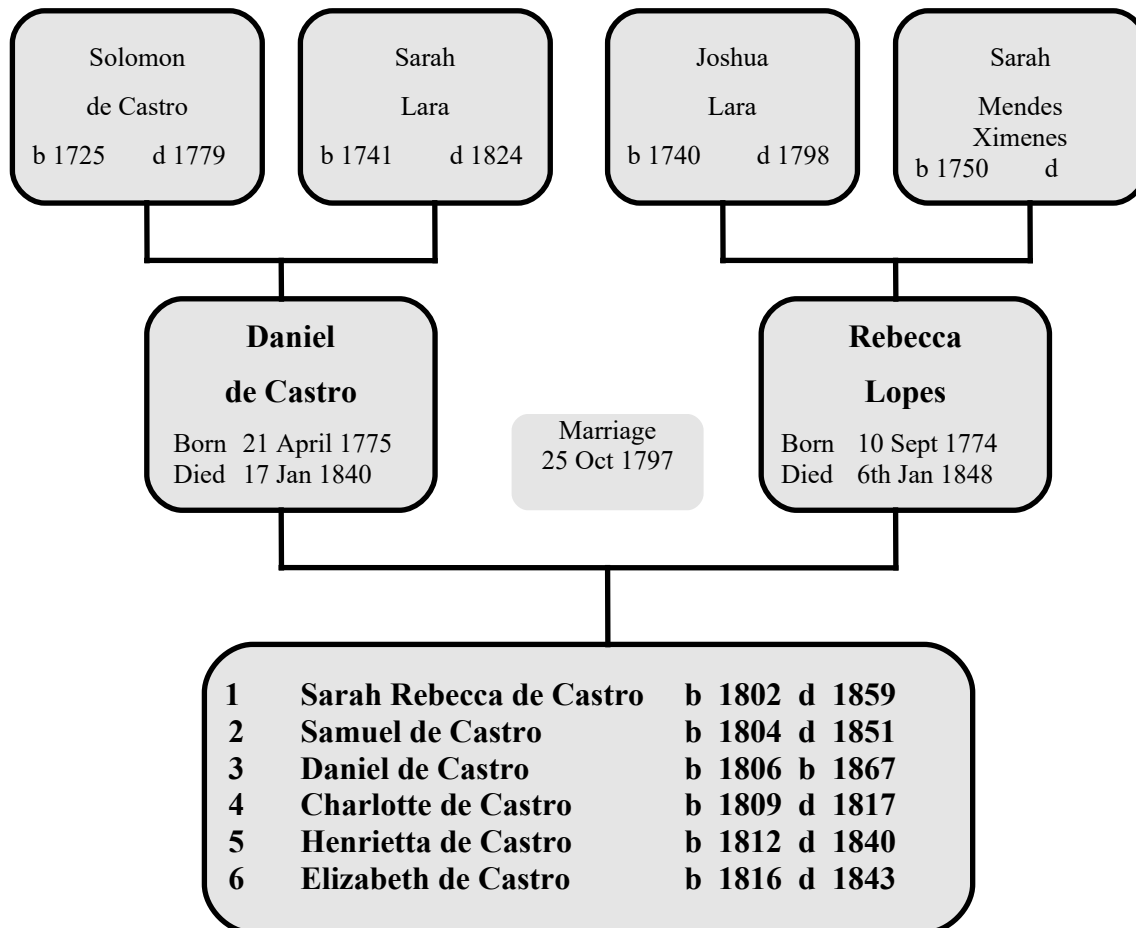 Solomon
de Castro
b 1725 d 1779
Sarah
Lara
b 1741 d 1824
Joshua
Lara
b 1740 d 1798
Sarah
Mendes
Ximenes
b 1750 d
Daniel
de Castro
Born 21 April 1775
Died 17 Jan 1840
Marriage
25 Oct 1797
Rebecca
Lopes
Born 10 Sept 1774
Died 6th Jan 1848
1 Sarah Rebecca de Castro b 1802 d 1859
2 Samuel de Castro b 1804 d 1851
3 Daniel de Castro b 1806 b 1867
4 Charlotte de Castro b 1809 d 1817
5 Henrietta de Castro b 1812 d 1840
6 Elizabeth de Castro b 1816 d 1843